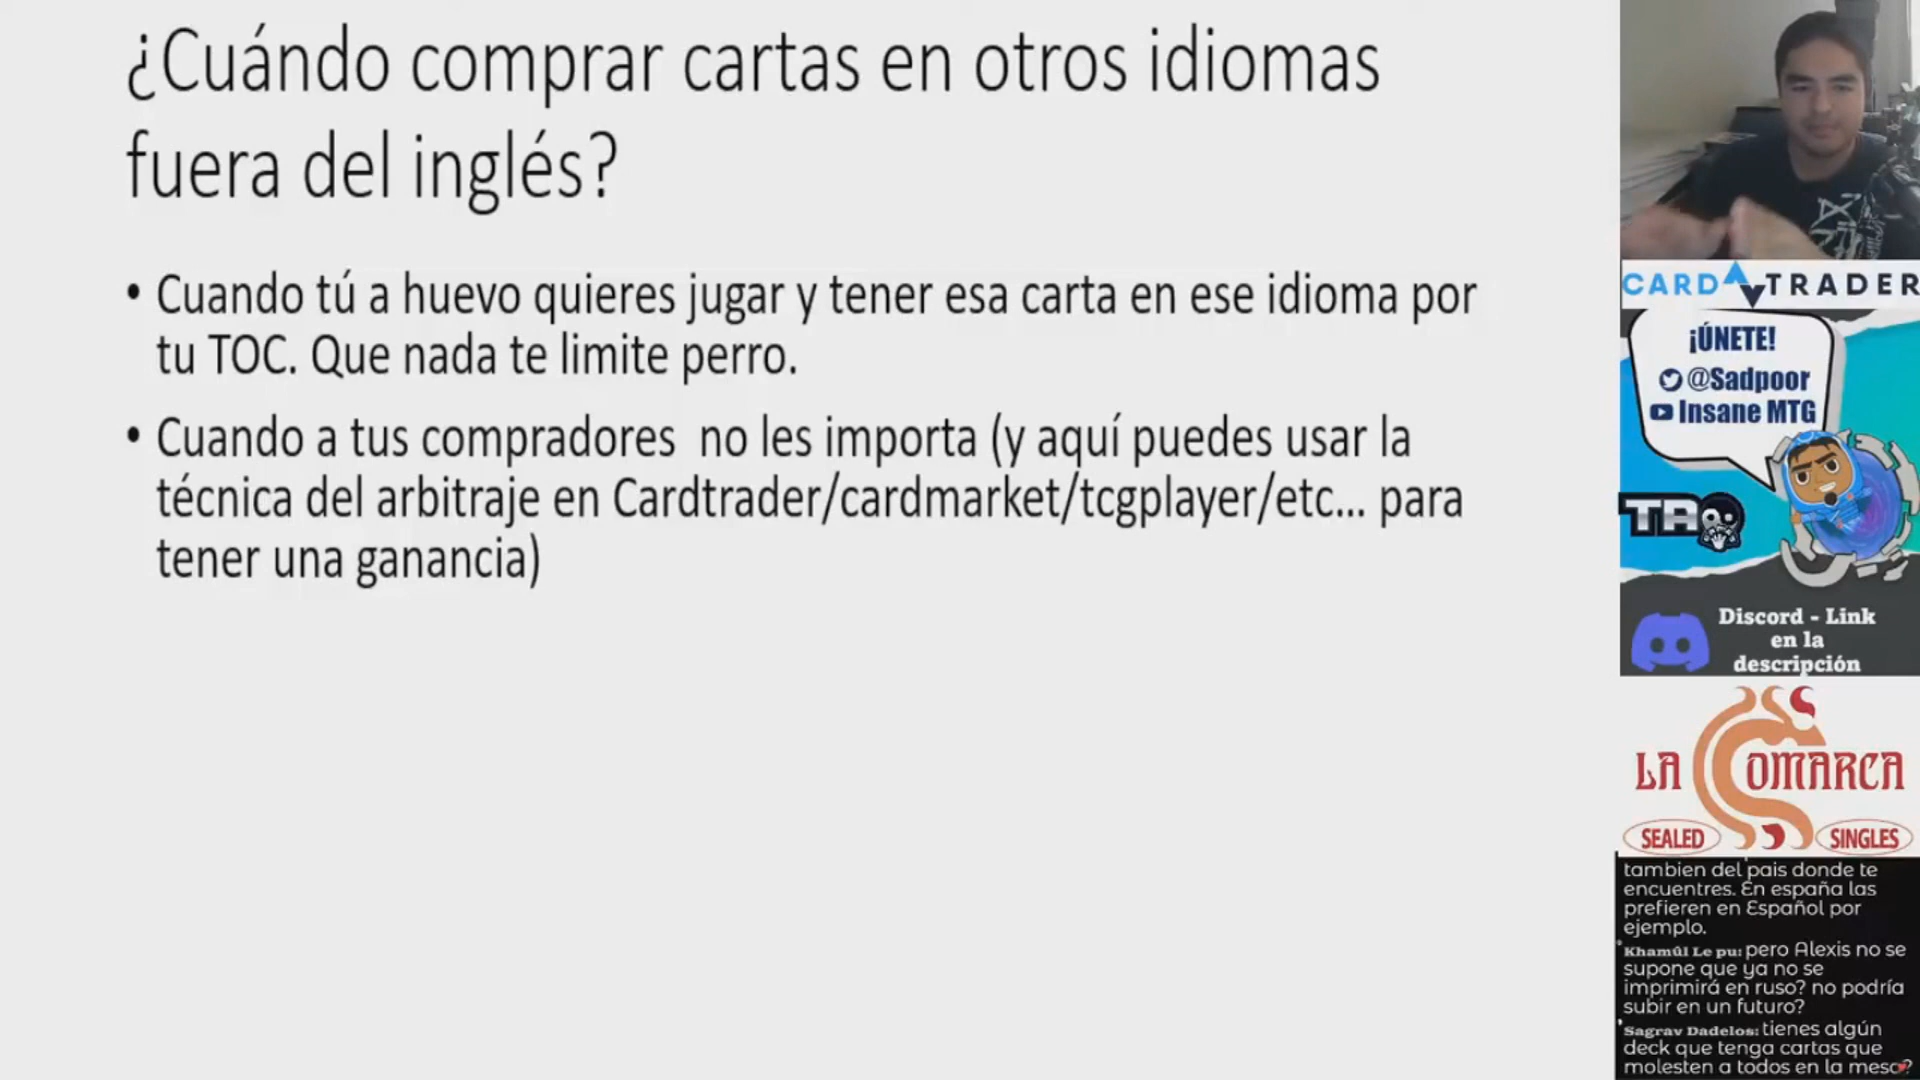 ¿Cuándo comprar cartas en otros idiomas
fuera del inglés?
• Cuando tú a huevo quieres jugar y tener esa carta en ese idioma por
tu TOC. Que nada te limite perro.
• Cuando a tus compradores  no les importa (y aquí puedes usar la
técnica del arbitraje en Cardtrader/cardmarket/tcgplayer/etc... para
tener una ganancia)
CARD TRADER
¡ÚNETE!
@Sadpoor
Insane MTG
TAO
Discord - Link
en la
descripción
LA COMARCA
SEALED SINGLES
tambien del pais donde te
encuentres. En españa las
prefieren en Español por
ejemplo.
Khamûl Le pu: pero Alexis no se
supone que ya no se
imprimirá en ruso? no podría
subir en un futuro?
Sagrav Dadelos: tienes algún
deck que tenga cartas que
molesten a todos en la mesa?